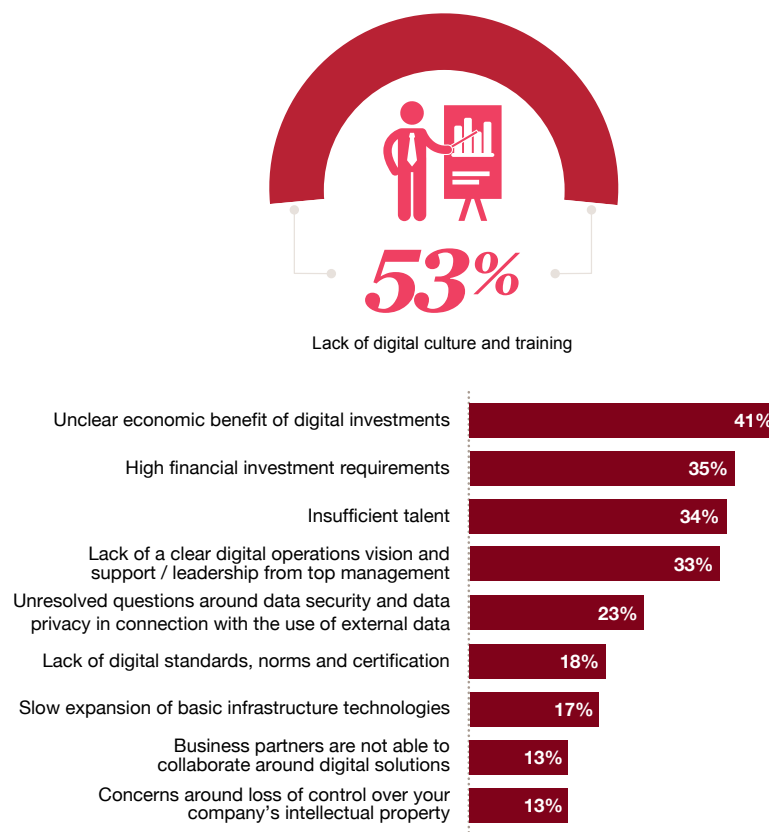 53%
Lack of digital culture and training
Unclear economic benefit of digital investments
41%
High financial investment requirements
35%
Insufficient talent
34%
Lack of a clear digital operations vision and
support / leadership from top management
33%
Unresolved questions around data security and data
privacy in connection with the use of external data
23%
Lack of digital standards, norms and certification
18%
Slow expansion of basic infrastructure technologies
17%
Business partners are not able to
collaborate around digital solutions
13%
Concerns around loss of control over your
company’s intellectual property
13%